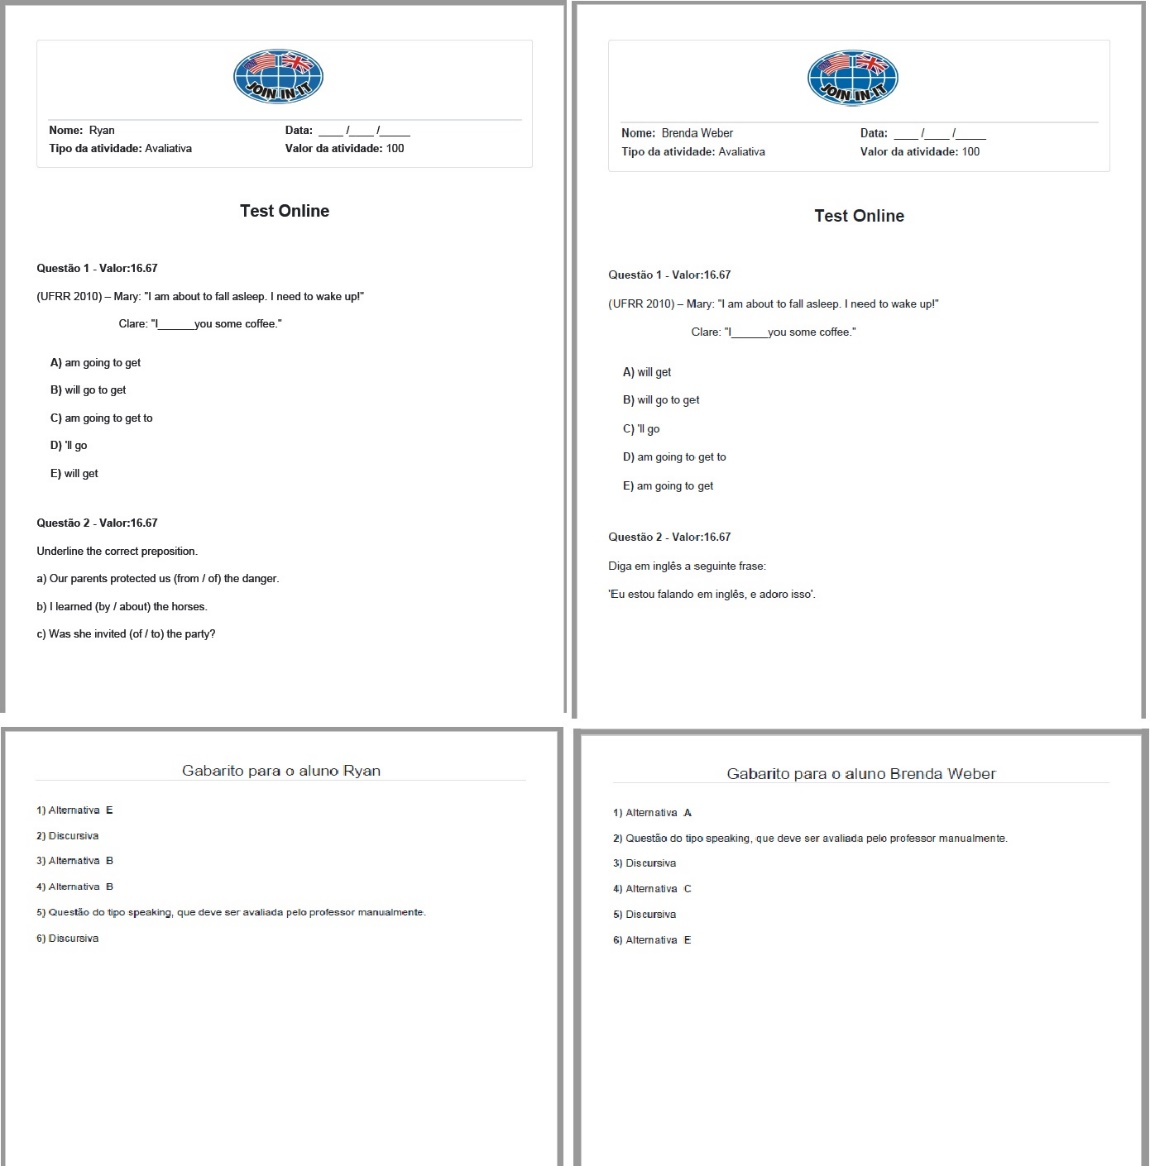 JOIN IN IT
Nome: Ryan
Data: ____ /____ /_____
Tipo da atividade: Avaliativa
Valor da atividade: 100
Test Online
Questão 1 - Valor:16.67
(UFRR 2010) – Mary: "I am about to fall asleep. I need to wake up!"
Clare: "I______you some coffee."
A) am going to get
B) will go to get
C) am going to get to
D) 'll go
E) will get
Questão 2 - Valor:16.67
Underline the correct preposition.
a) Our parents protected us (from / of) the danger.
b) I learned (by / about) the horses.
c) Was she invited (of / to) the party?
JOIN IN IT
Nome: Brenda Weber
Data: ____ /____ /_____
Tipo da atividade: Avaliativa
Valor da atividade: 100
Test Online
Questão 1 - Valor:16.67
(UFRR 2010) – Mary: "I am about to fall asleep. I need to wake up!"
Clare: "I______you some coffee."
A) will get
B) will go to get
C) 'll go
D) am going to get to
E) am going to get
Questão 2 - Valor:16.67
Diga em inglês a seguinte frase:
'Eu estou falando em inglês, e adoro isso'.
Gabarito para o aluno Ryan
1) Alternativa E
2) Discursiva
3) Alternativa B
4) Alternativa B
5) Questão do tipo speaking, que deve ser avaliada pelo professor manualmente.
6) Discursiva
Gabarito para o aluno Brenda Weber
1) Alternativa A
2) Questão do tipo speaking, que deve ser avaliada pelo professor manualmente.
3) Discursiva
4) Alternativa C
5) Discursiva
6) Alternativa E